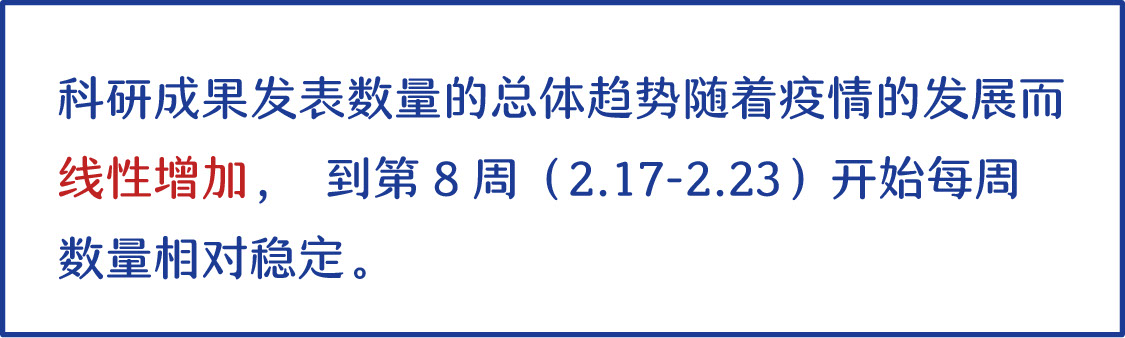 科研成果发表数量的总体趋势随着疫情的发展而
线性增加， 到第 8 周（2.17-2.23）开始每周
数量相对稳定。